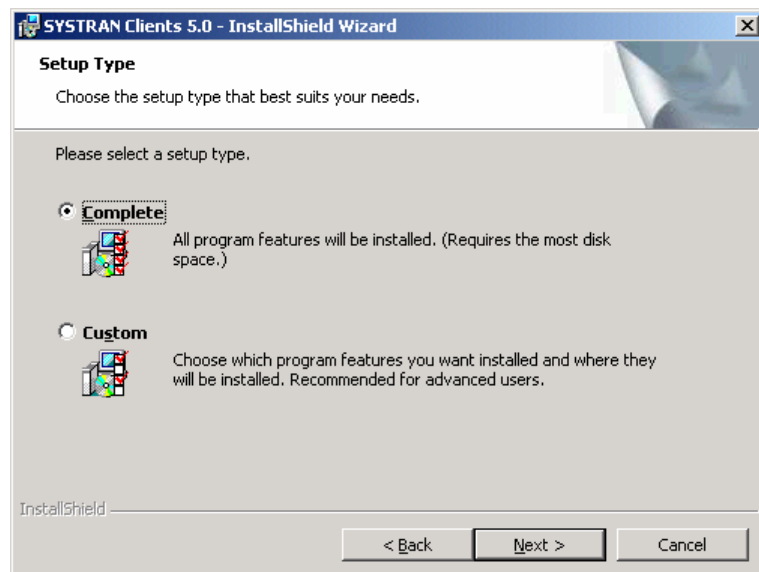 SYSTRAN Clients 5.0 - InstallShield Wizard
Setup Type
Choose the setup type that best suits your needs.
Please select a setup type.
Complete
All program features will be installed. (Requires the most disk
space.)
Custom
Choose which program features you want installed and where they
will be installed. Recommended for advanced users.
InstallShield
< Back
Next >
Cancel